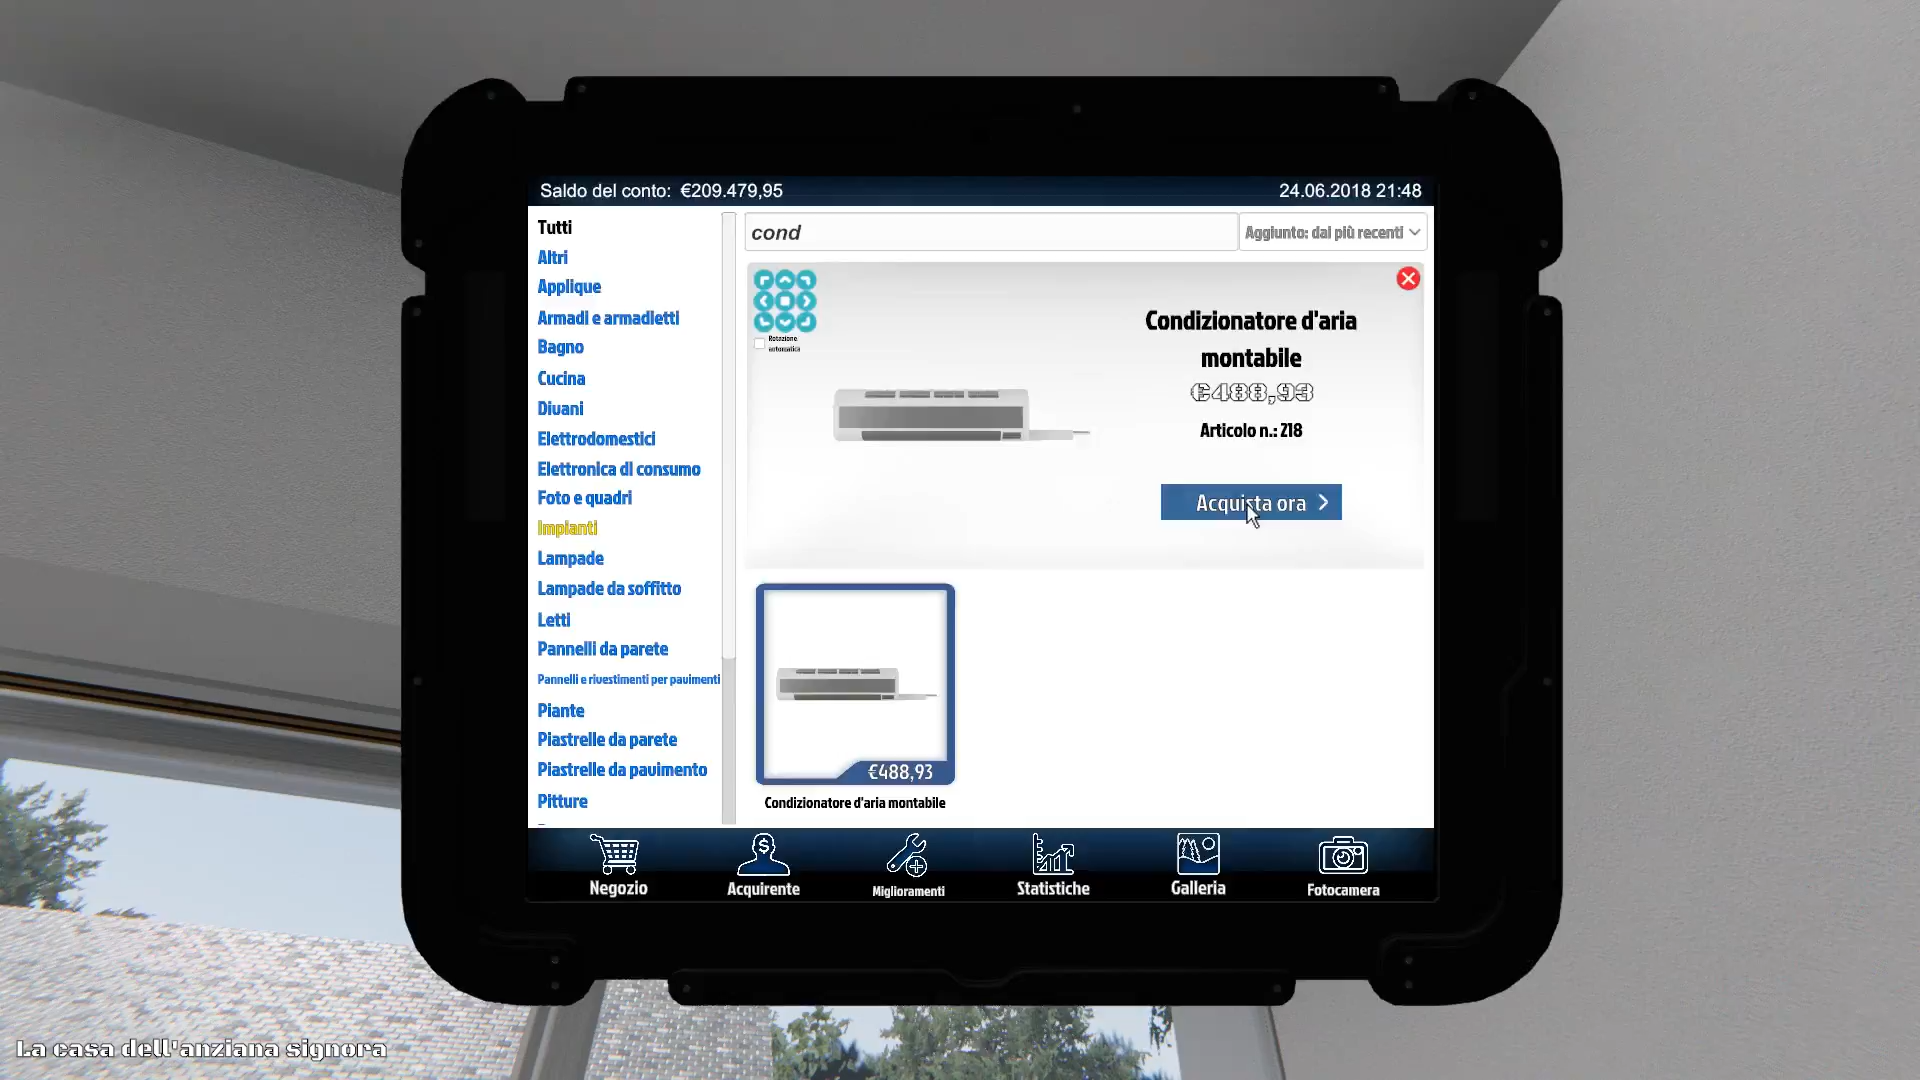 Saldo del conto: €209.479,95
24.06.2018 21:48
Tutti
Altri
Applique
Armadi e armadietti
Bagno
Cucina
Divani
Elettrodomestici
Elettronica di consumo
Foto e quadri
Impianti
Lampade
Lampade da soffitto
Letti
Pannelli da parete
Pannelli e rivestimenti per pavimenti
Piante
Piastrelle da parete
Piastrelle da pavimento
Pitture
cond
Aggiunto: dai più recenti
Rotazione
automatica
Condizionatore d'aria
montabile
€488,93
Articolo n.: 218
Acquista ora
€488,93
Condizionatore d'aria montabile
Negozio
Acquirente
Miglioramenti
Statistiche
Galleria
Fotocamera
La casa dell'anziana signora